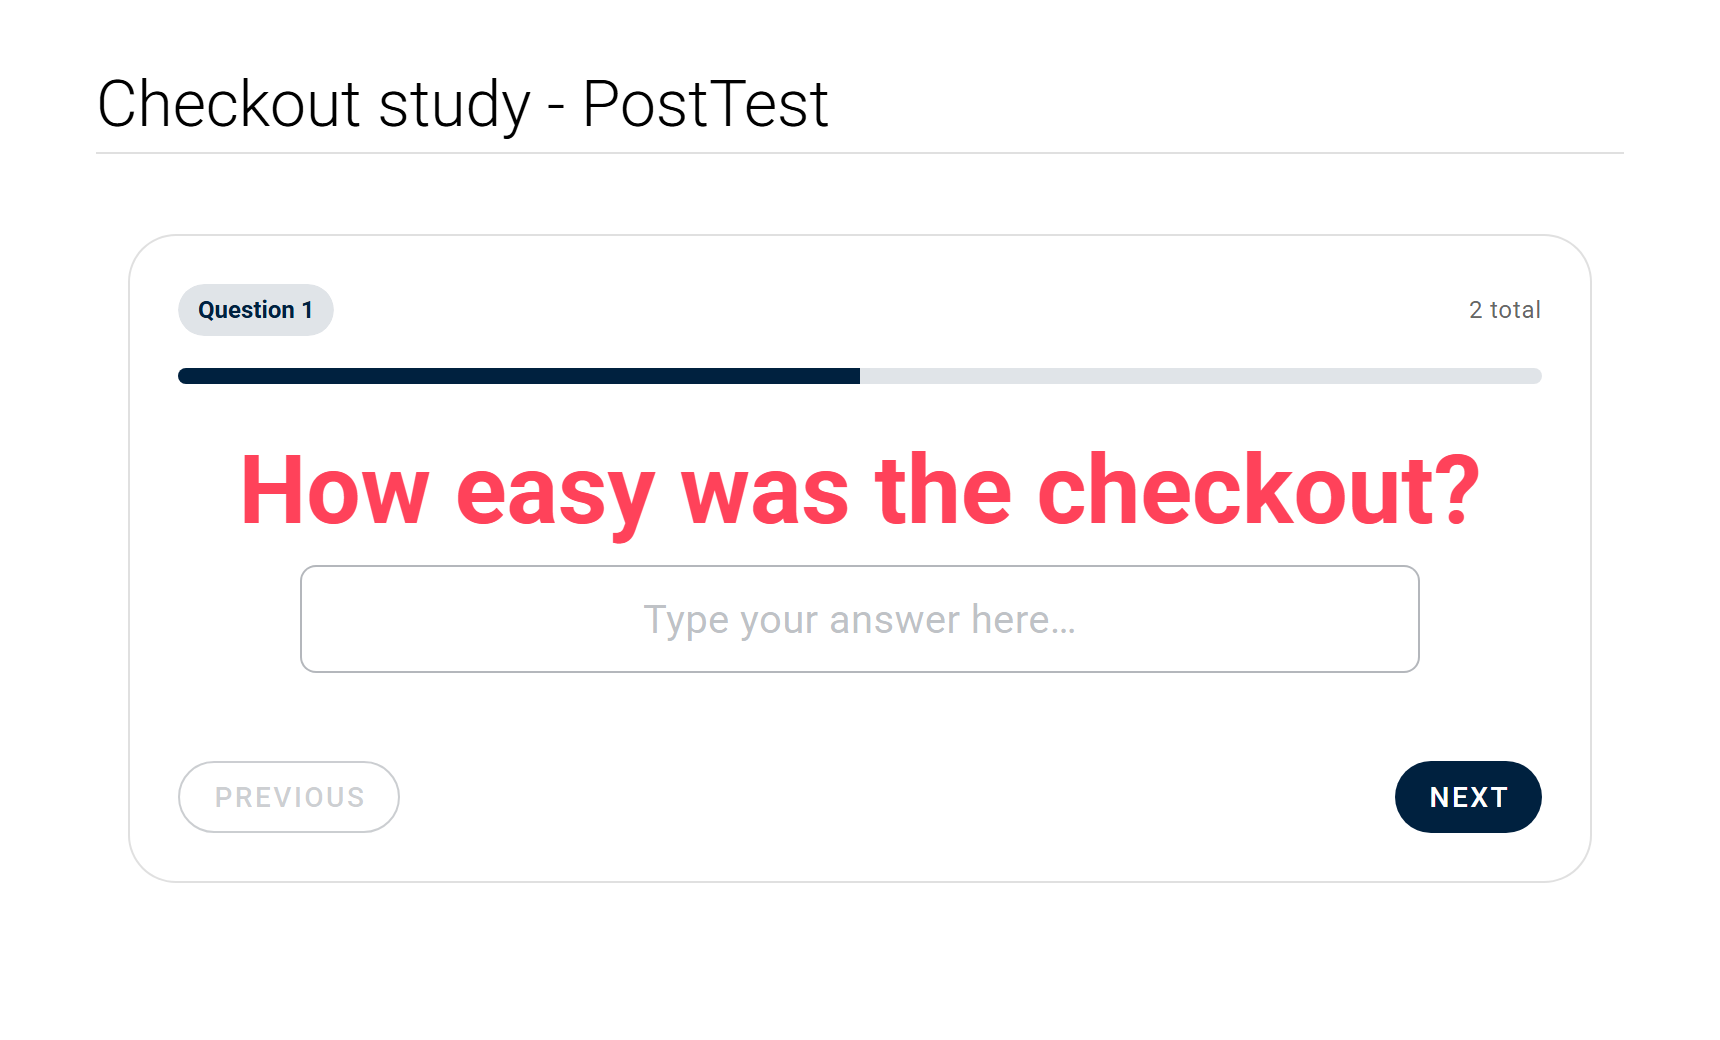 Checkout study - PostTest
Question 1
2 total
How easy was the checkout?
Type your answer here...
PREVIOUS
NEXT